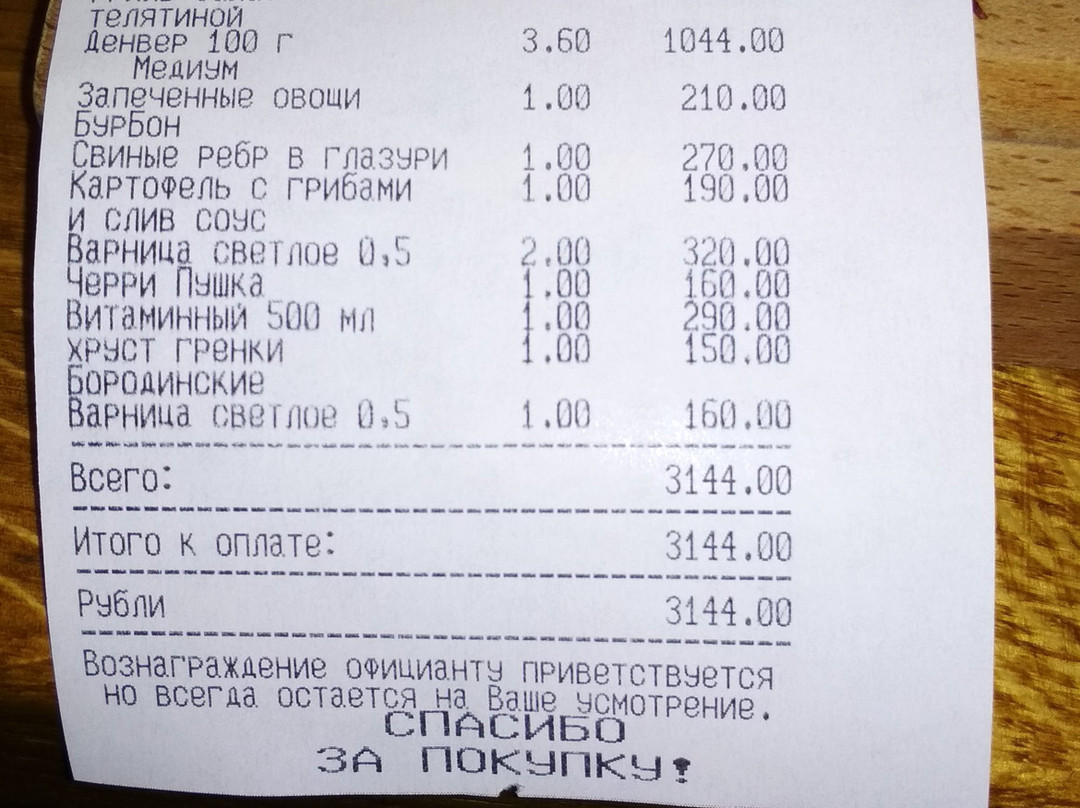 телятиной
Денвер 100 г 3.60 1044.00
Медиум
Запеченные овощи 1.00 210.00
Бурбон
Свиные ребр в глазури 1.00 270.00
Картофель с грибами 1.00 190.00
и слив соус
Варница светлое 0,5 2.00 320.00
Черри Пушка 1.00 160.00
Витаминный 500 мл 1.00 290.00
хруст гренки 1.00 150.00
Бородинские
Варница светлое 0,5 1.00 160.00
Всего: 3144.00
Итого к оплате: 3144.00
Рубли 3144.00
Вознаграждение официанту приветствуется
но всегда остается на Ваше усмотрение.
СПАСИБО
ЗА ПОКУПКУ!